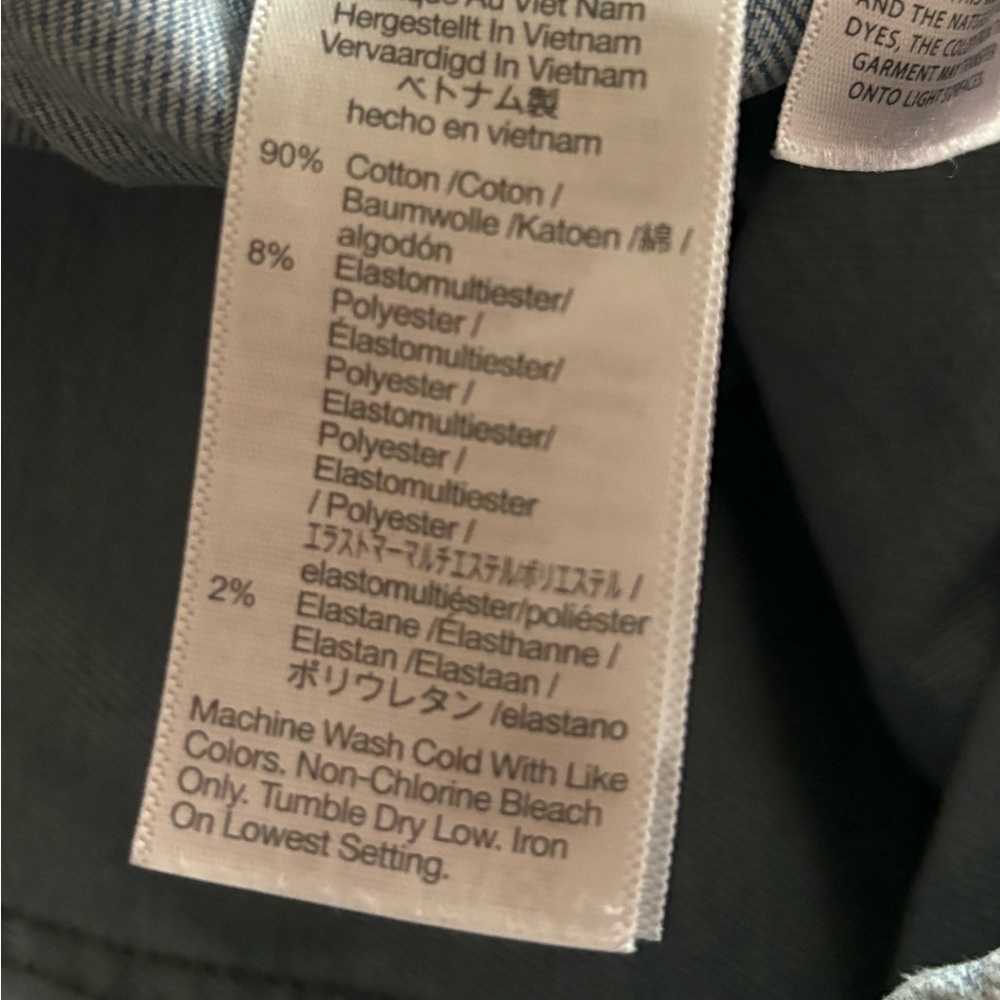 Au Viet Nam
Hergestellt In Vietnam
Vervaardigd In Vietnam
ベトナム製
hecho en vietnam
90% Cotton /Coton /
Baumwolle /Katoen /綿 /
algodón
8% Elastomultiester/
Polyester /
Élastomultiester/
Polyester /
Elastomultiester/
Polyester /
Elastomultiester
/ Polyester /
エラストマーマルチエステル/ポリエステル /
elastomultiéster/poliéster
2% Elastane /Élasthanne /
Elastan /Elastaan /
ポリウレタン /elastano
Machine Wash Cold With Like
Colors. Non-Chlorine Bleach
Only. Tumble Dry Low. Iron
On Lowest Setting.
AND THE
DYES, THE
GARMENT MAY
ONTO LIGHT